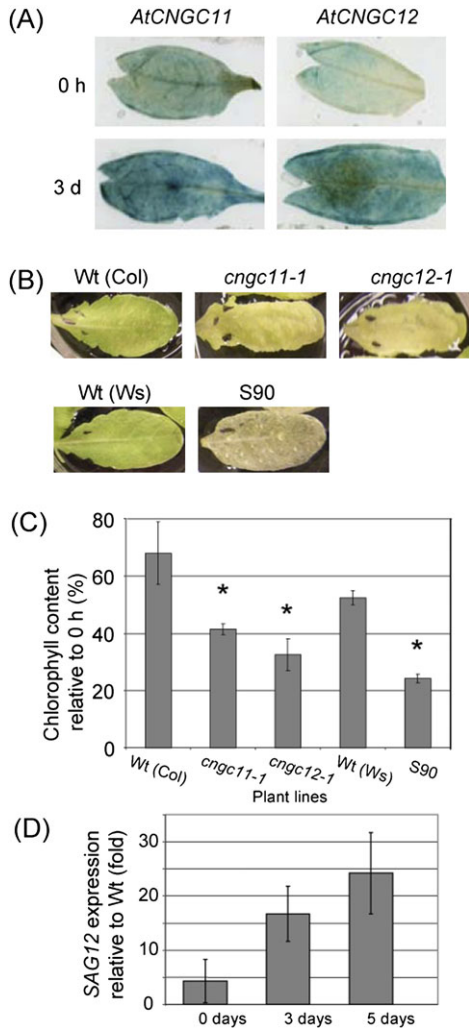 (A)
AtCNGC11 AtCNGC12
0 h
3 d
(B)
Wt (Col) cngc11-1 cngc12-1
Wt (Ws) S90
(C)
Chlorophyll content
relative to 0 h (%)
80
60
40
20
0
* * *
Wt (Col) cngc11-1 cngc12-1 Wt (Ws) S90
Plant lines
(D)
SAG12 expression
relative to Wt (fold)
30
20
10
0
0 days 3 days 5 days